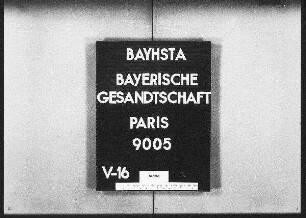 BAYHSTA
BAYERISCHE
GESANDTSCHAFT
PARIS
9005
V-16